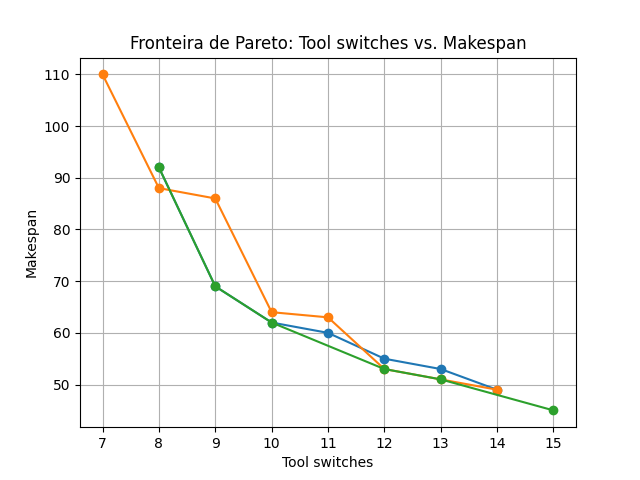 Fronteira de Pareto: Tool switches vs. Makespan
110
100
90
80
70
60
50
Makespan
7 8 9 10 11 12 13 14 15
Tool switches